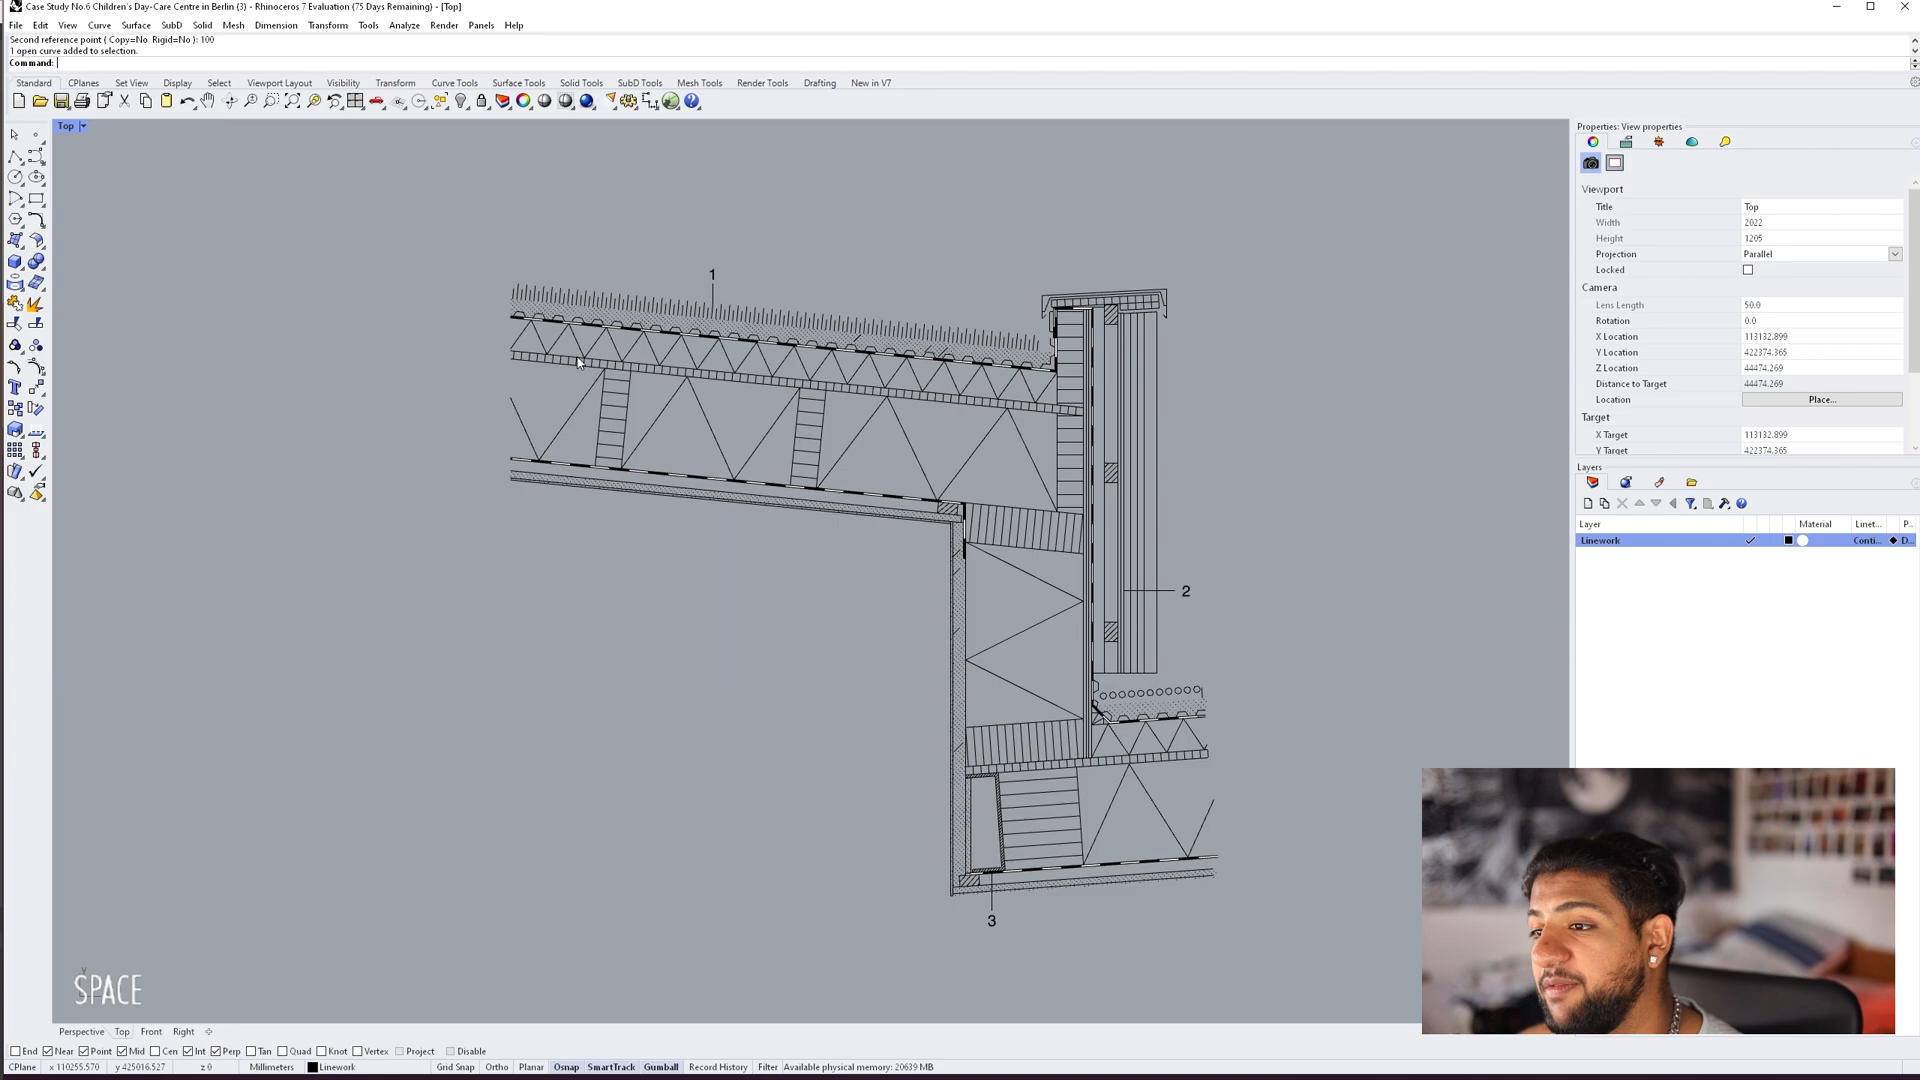 Case Study No.6 Children's Day-Care Centre in Berlin (3) - Rhinoceros 7 Evaluation (75 Days Remaining) - [Top]
File Edit View Curve Surface SubD Solid Mesh Dimension Transform Tools Analyze Render Panels Help
Second reference point ( Copy=No Rigid=No ): 100
1 open curve added to selection.
Command:
Standard CPlanes Set View Display Select Viewport Layout Visibility Transform Curve Tools Surface Tools Solid Tools SubD Tools Mesh Tools Render Tools Drafting New in V7
Top
Properties: View properties
Viewport
Title Top
Width 2022
Height 1205
Projection Parallel
Locked
Camera
Lens Length 50.0
Rotation 0.0
X Location 113132.899
Y Location 422374.365
Z Location 44474.269
Distance to Target 44474.269
Location Place...
Target
X Target 113132.899
Y Target 422374.365
Layers
Layer Material Linet... P..
Linework Conti... D...
1
2
3
SPACE
Perspective Top Front Right
End Near Point Mid Cen Int Perp Tan Quad Knot Vertex Project Disable
CPlane x 110255.570 y 425016.527 z 0 Millimeters Linework Grid Snap Ortho Planar Osnap SmartTrack Gumball Record History Filter Available physical memory: 20639 MB